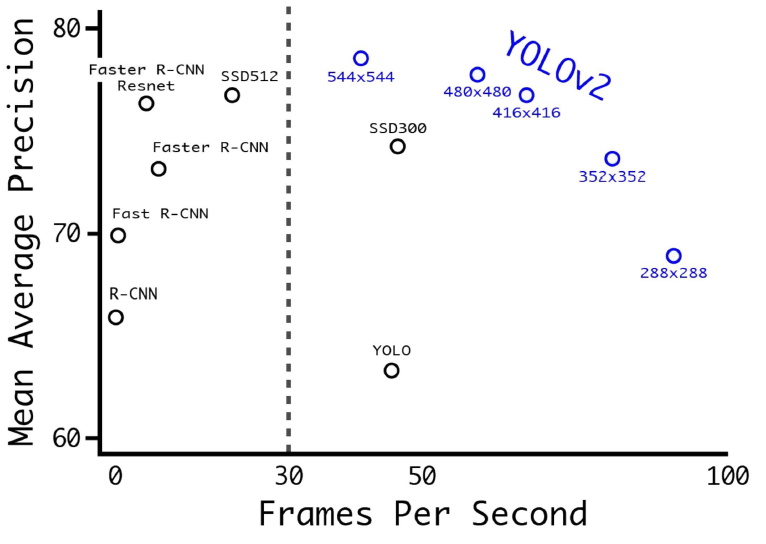 Mean Average Precision
80
70
60
Faster R-CNN
Resnet
SSD512
Faster R-CNN
Fast R-CNN
R-CNN
544x544
480x480
YOLOv2
416x416
SSD300
352x352
288x288
YOLO
0
30
50
100
Frames Per Second